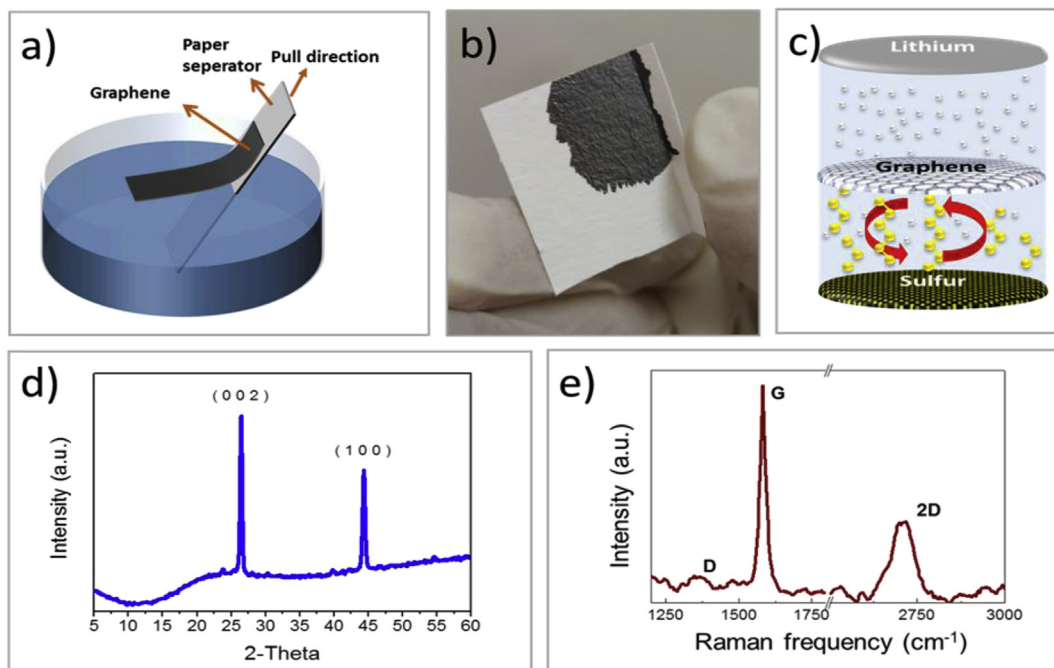 a)
Paper
seperator
Pull direction
Graphene
b)
c)
Lithium
Graphene
Sulfur
d)
(002)
(100)
Intensity (a.u.)
5 10 15 20 25 30 35 40 45 50 55 60
2-Theta
e)
G
2D
D
Intensity (a.u.)
1250 1500 1750 2750 3000
Raman frequency (cm⁻¹)